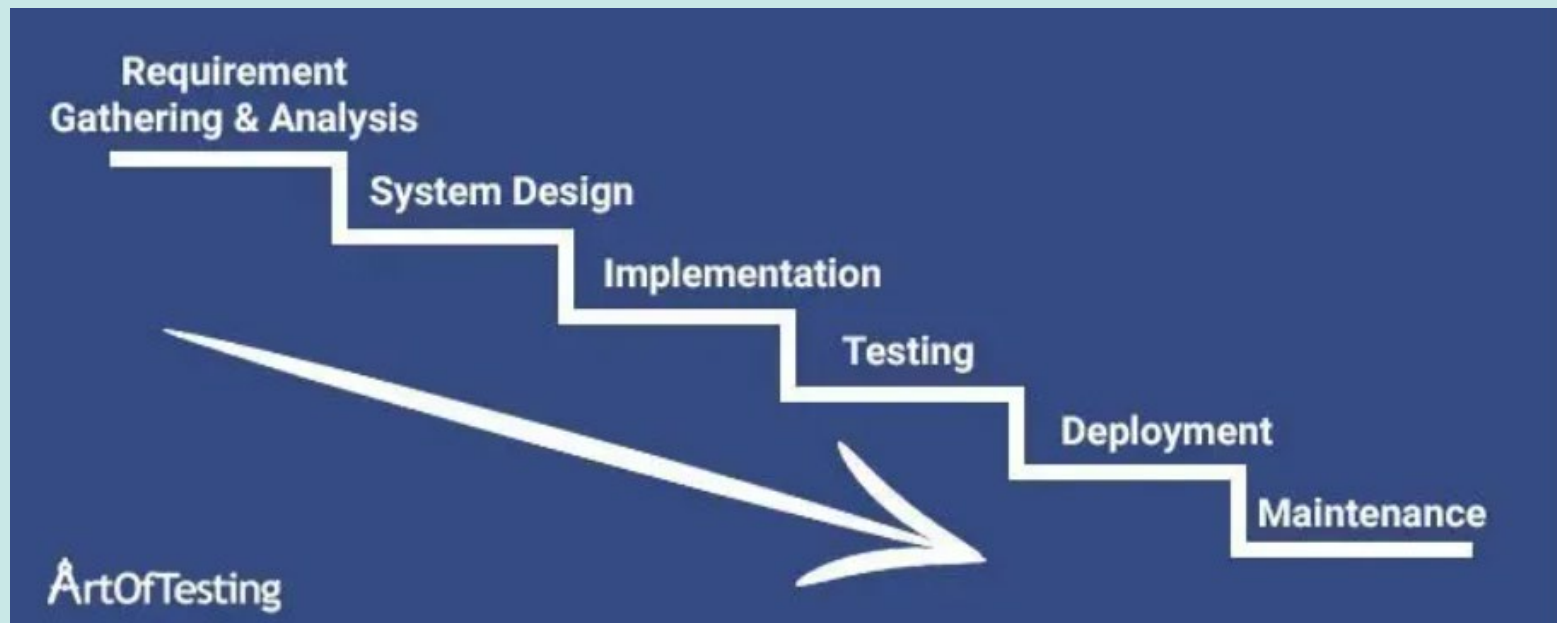 Requirement
Gathering & Analysis
System Design
Implementation
Testing
Deployment
Maintenance
ArtOfTesting